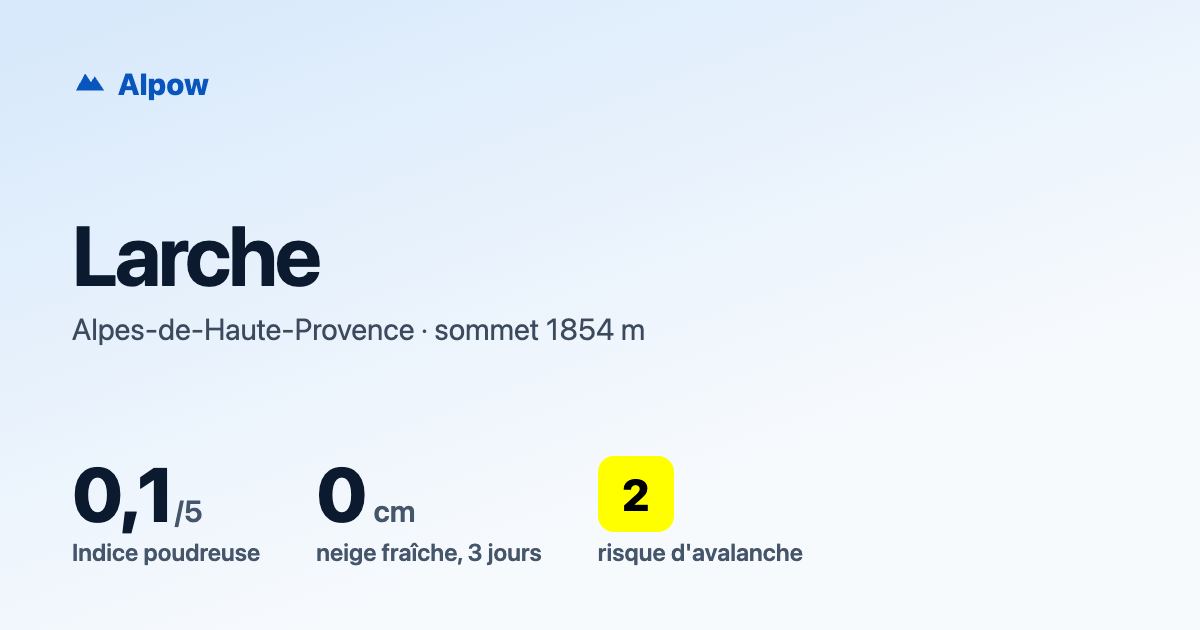 Alpow
Larche
Alpes-de-Haute-Provence · sommet 1854 m
0,1/5
Indice poudreuse
0 cm
neige fraîche, 3 jours
2
risque d'avalanche